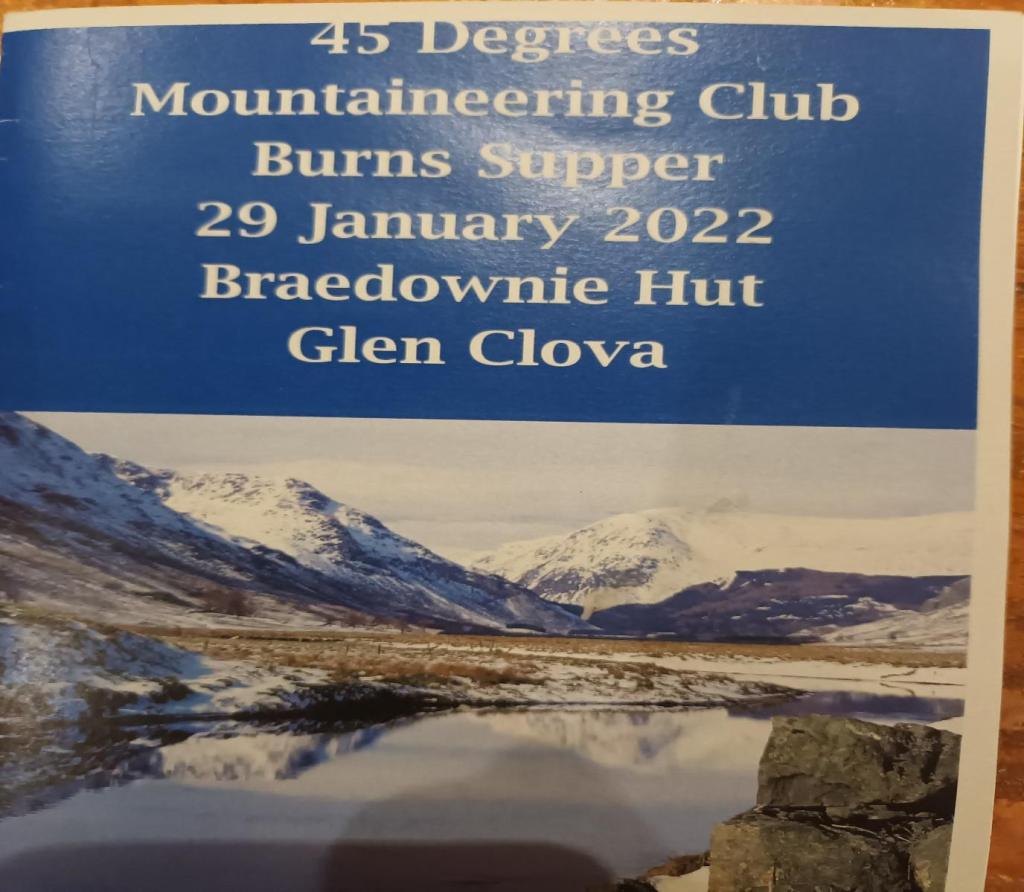 45 Degrees
Mountaineering Club
Burns Supper
29 January 2022
Braedownie Hut
Glen Clova